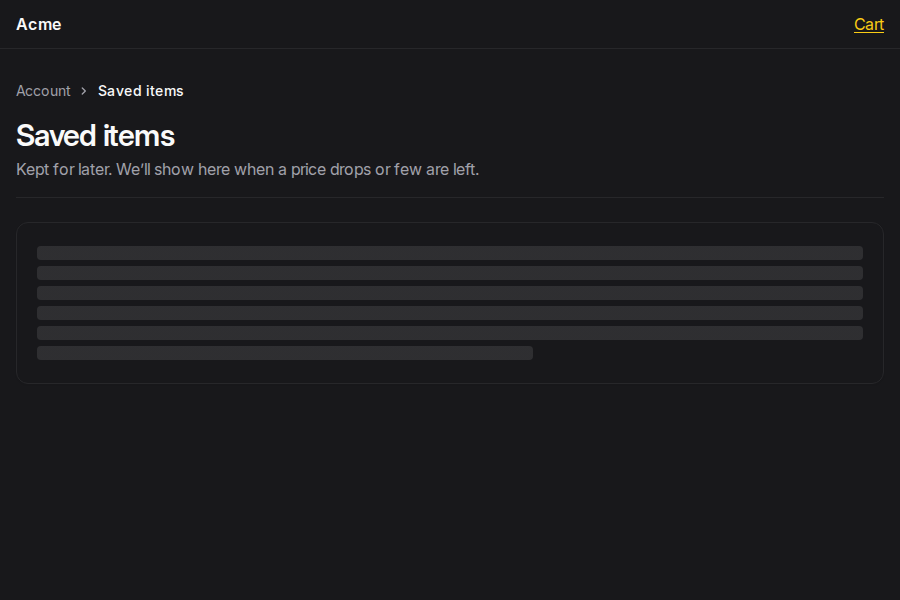 Acme
Cart
Account > Saved items
Saved items
Kept for later. We’ll show here when a price drops or few are left.